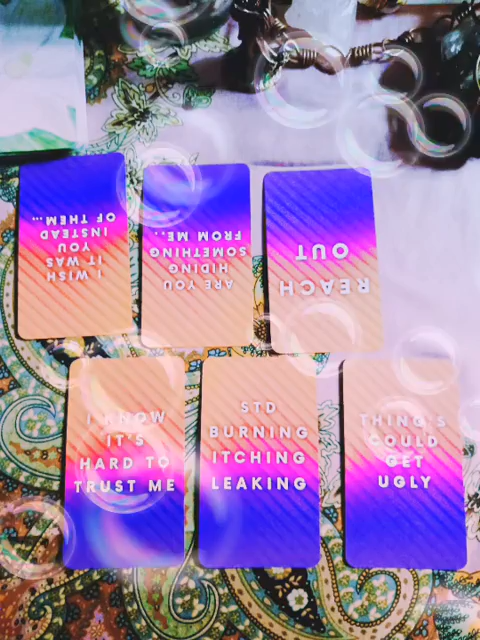 I WISH
IT WAS
YOU
INSTEAD
OF THEM...
ARE YOU
HIDING
SOMETHING
FROM ME..
REACH
OUT
I KNOW
IT'S
HARD TO
TRUST ME
STD
BURNING
ITCHING
LEAKING
THING'S
COULD
GET
UGLY